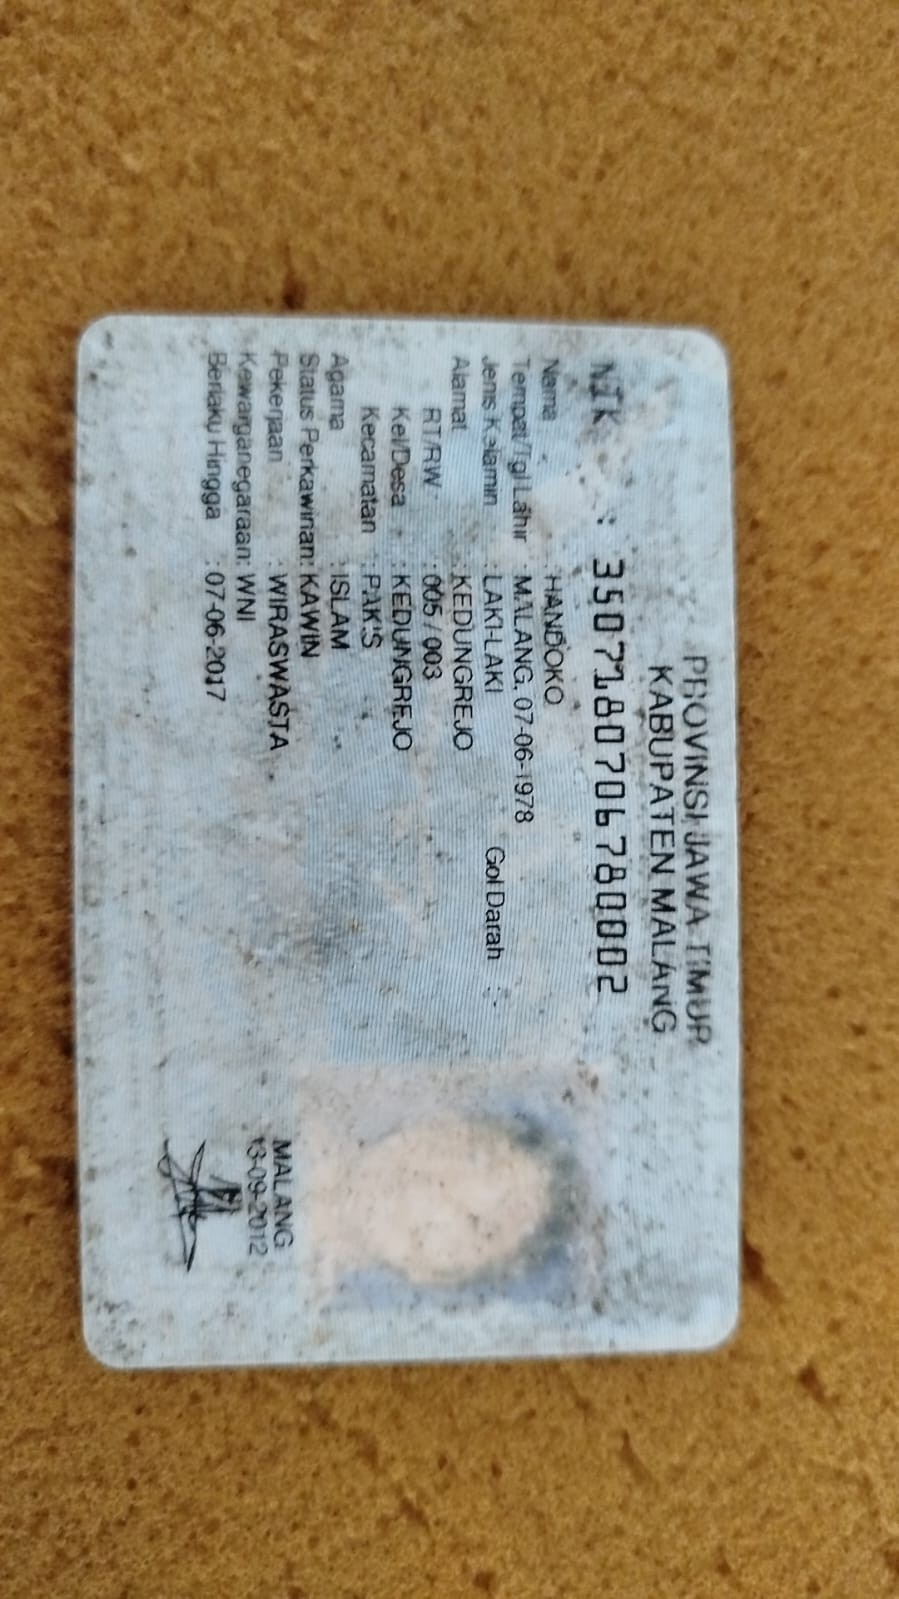 PROVINSI JAWA TIMUR
KABUPATEN MALANG
NIK : 3507180706780002
Nama : HANDOKO
Tempat/Tgl Lahir : MALANG, 07-06-1978
Jenis Kelamin : LAKI-LAKI Gol Darah :
Alamat : KEDUNGREJO
RT/RW : 005 / 003
Kel/Desa : KEDUNGREJO
Kecamatan : PAKIS
Agama : ISLAM
Status Perkawinan: KAWIN
Pekerjaan : WIRASWASTA
Kewarganegaraan: WNI
Berlaku Hingga : 07-06-2017
MALANG
13-09-2012